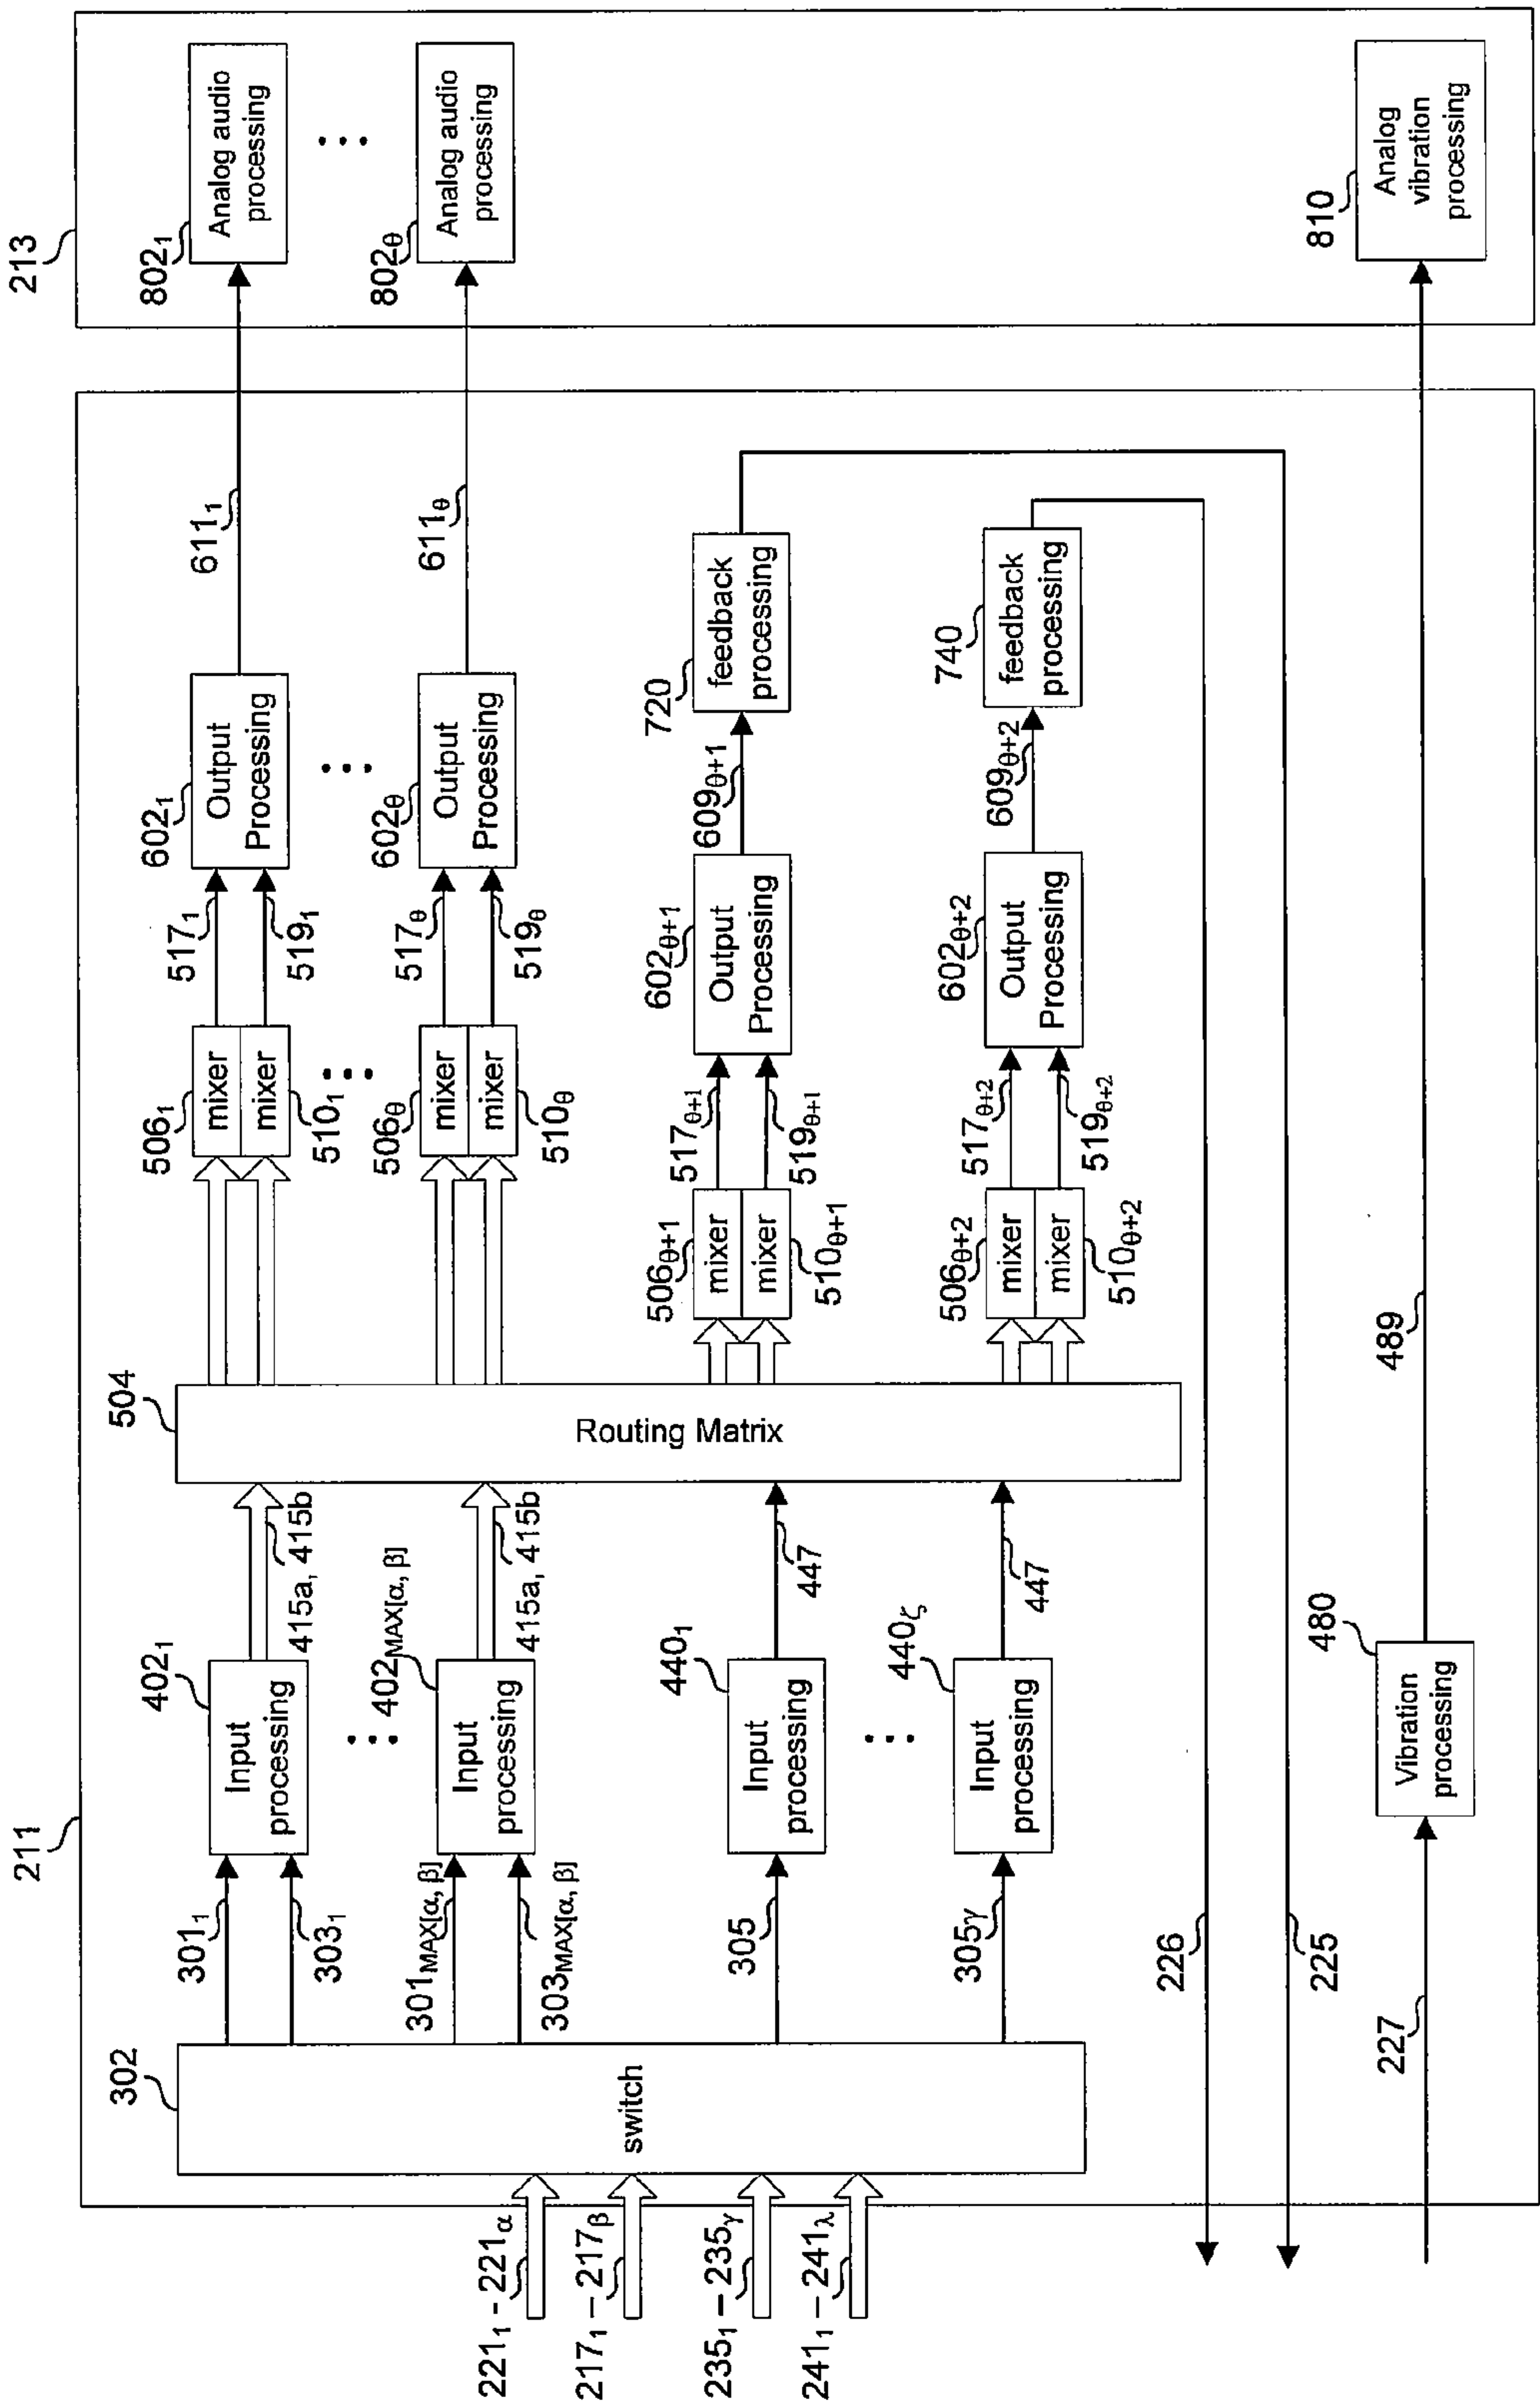 211
213
302
switch
221₁ - 221α
217₁ – 217β
235₁ – 235γ
241₁ – 241λ
301₁
303₁
301MAX[α, β]
303MAX[α, β]
305
305γ
402₁
Input
processing
402MAX[α, β]
Input
processing
440₁
Input
processing
440ζ
Input
processing
415a, 415b
415a, 415b
447
447
504
Routing Matrix
506₁
mixer
mixer
510₁
506θ
mixer
mixer
510θ
506θ+1
mixer
mixer
510θ+1
506θ+2
mixer
mixer
510θ+2
517₁
519₁
517θ
519θ
517θ+1
519θ+1
517θ+2
519θ+2
602₁
Output
Processing
602θ
Output
Processing
602θ+1
Output
Processing
602θ+2
Output
Processing
611₁
611θ
609θ+1
609θ+2
720
feedback
processing
740
feedback
processing
802₁
Analog audio
processing
802θ
Analog audio
processing
226
225
227
480
Vibration
processing
489
810
Analog
vibration
processing